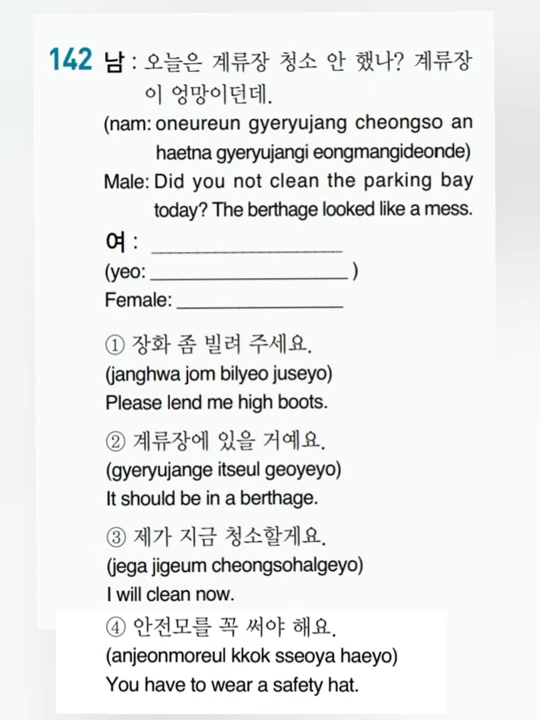 142 남 : 오늘은 계류장 청소 안 했나? 계류장
이 엉망이던데.
(nam: oneureun gyeryujang cheongso an
haetna gyeryujangi eongmangideonde)
Male: Did you not clean the parking bay
today? The berthage looked like a mess.
여 : ____________________
(yeo: ____________________ )
Female: ____________________
① 장화 좀 빌려 주세요.
(janghwa jom bilyeo juseyo)
Please lend me high boots.
② 계류장에 있을 거예요.
(gyeryujange itseul geoyeyo)
It should be in a berthage.
③ 제가 지금 청소할게요.
(jega jigeum cheongsohalgeyo)
I will clean now.
④ 안전모를 꼭 써야 해요.
(anjeonmoreul kkok sseoya haeyo)
You have to wear a safety hat.